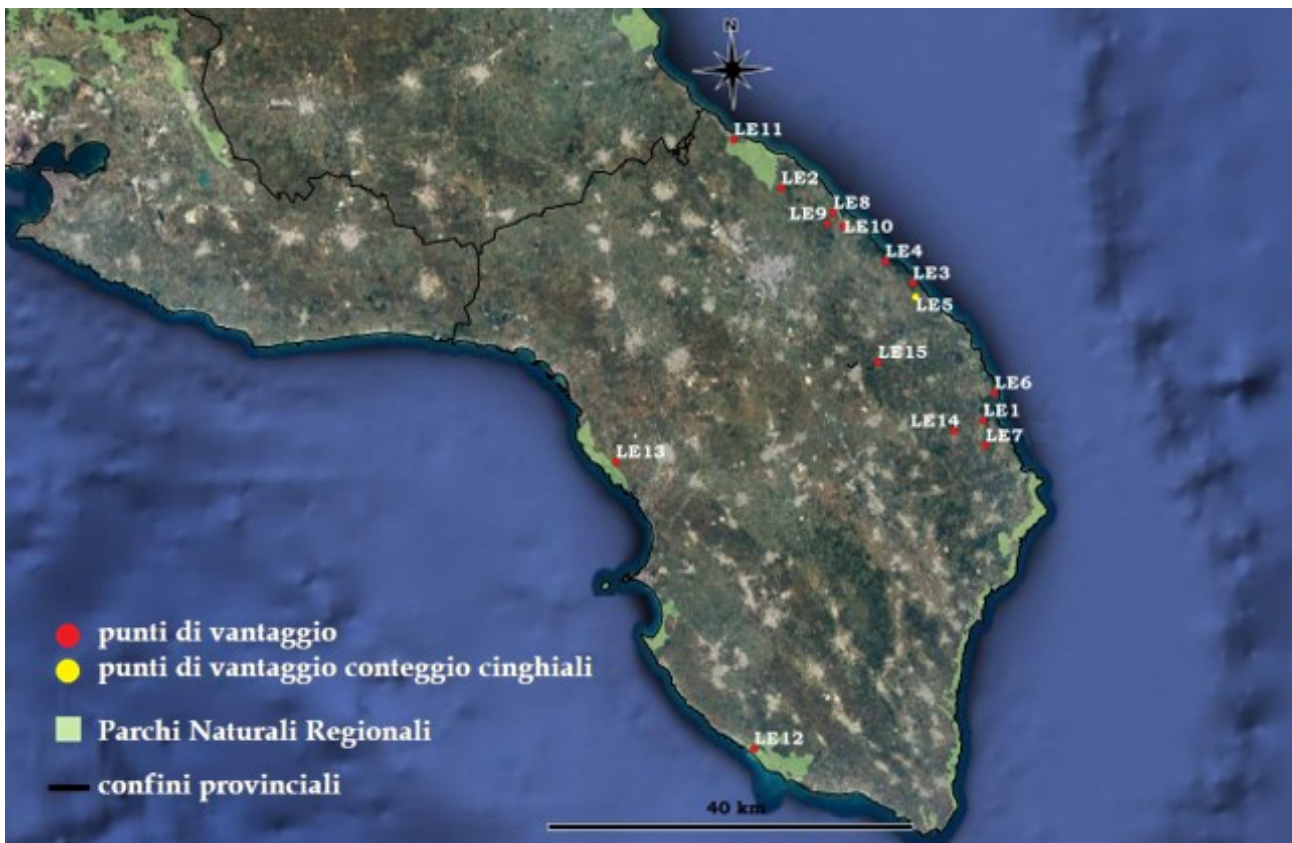 N
LE11
LE2
LE8
LE9
LE10
LE4
LE3
LE5
LE15
LE6
LE1
LE14
LE7
LE13
punti di vantaggio
punti di vantaggio conteggio cinghiali
Parchi Naturali Regionali
LE12
confini provinciali
40 km